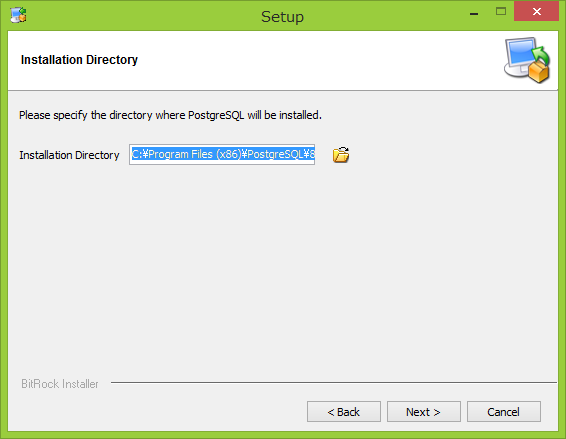 Setup
Installation Directory
Please specify the directory where PostgreSQL will be installed.
Installation Directory C:¥Program Files (x86)¥PostgreSQL¥8
BitRock Installer
< Back Next > Cancel